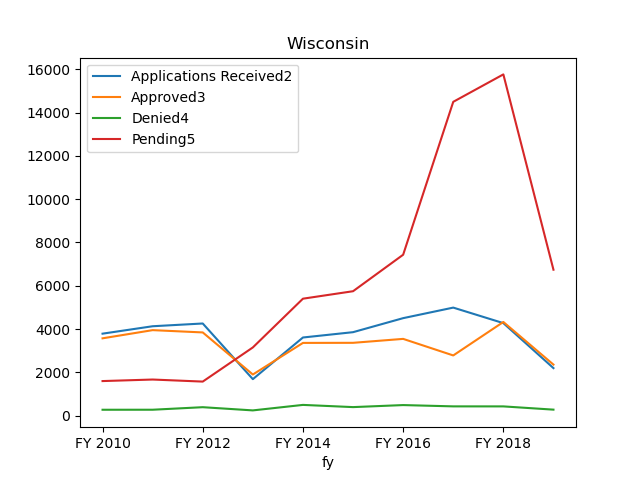 Wisconsin
16000
14000
12000
10000
8000
6000
4000
2000
0
Applications Received2
Approved3
Denied4
Pending5
FY 2010 FY 2012 FY 2014 FY 2016 FY 2018
fy